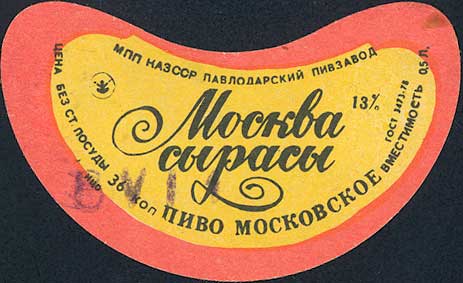 МПП КАЗССР ПАВЛОДАРСКИЙ ПИВЗАВОД
Москва
сырасы
13%
ПИВО МОСКОВСКОЕ
ЦЕНА БЕЗ СТ. ПОСУДЫ
36 КОП
ГОСТ 3473-78
ВМЕСТИМОСТЬ 0,5 Л.